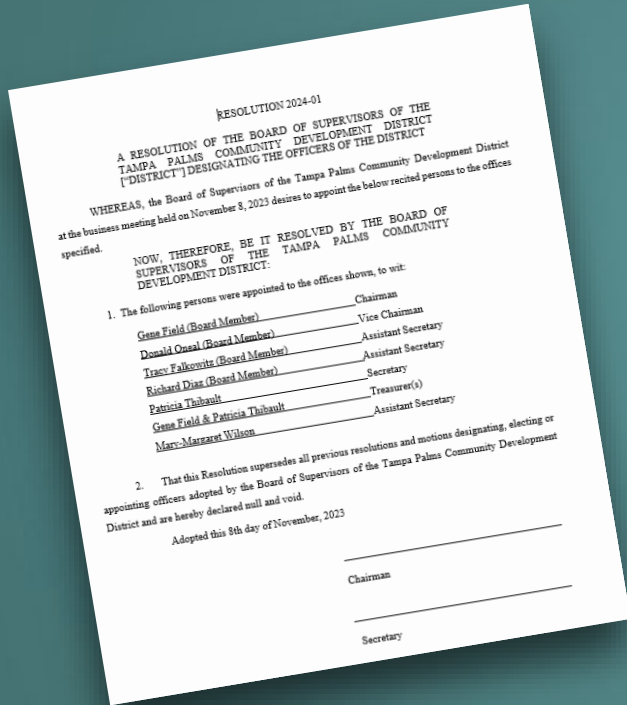 RESOLUTION 2024-01
A RESOLUTION OF THE BOARD OF SUPERVISORS OF THE
TAMPA PALMS COMMUNITY DEVELOPMENT DISTRICT
["DISTRICT"] DESIGNATING THE OFFICERS OF THE DISTRICT
WHEREAS, the Board of Supervisors of the Tampa Palms Community Development District
at the business meeting held on November 8, 2023 desires to appoint the below recited persons to the offices
specified.
NOW, THEREFORE, BE IT RESOLVED BY THE BOARD OF
SUPERVISORS OF THE TAMPA PALMS COMMUNITY
DEVELOPMENT DISTRICT:
1. The following persons were appointed to the offices shown, to wit:
Gene Field (Board Member) Chairman
Donald Oneal (Board Member) Vice Chairman
Tracy Falkowitz (Board Member) Assistant Secretary
Richard Diaz (Board Member) Assistant Secretary
Patricia Thibault Secretary
Gene Field & Patricia Thibault Treasurer(s)
Mary-Margaret Wilson Assistant Secretary
2. That this Resolution supersedes all previous resolutions and motions designating, electing or
appointing officers adopted by the Board of Supervisors of the Tampa Palms Community Development
District and are hereby declared null and void.
Adopted this 8th day of November, 2023
Chairman
Secretary